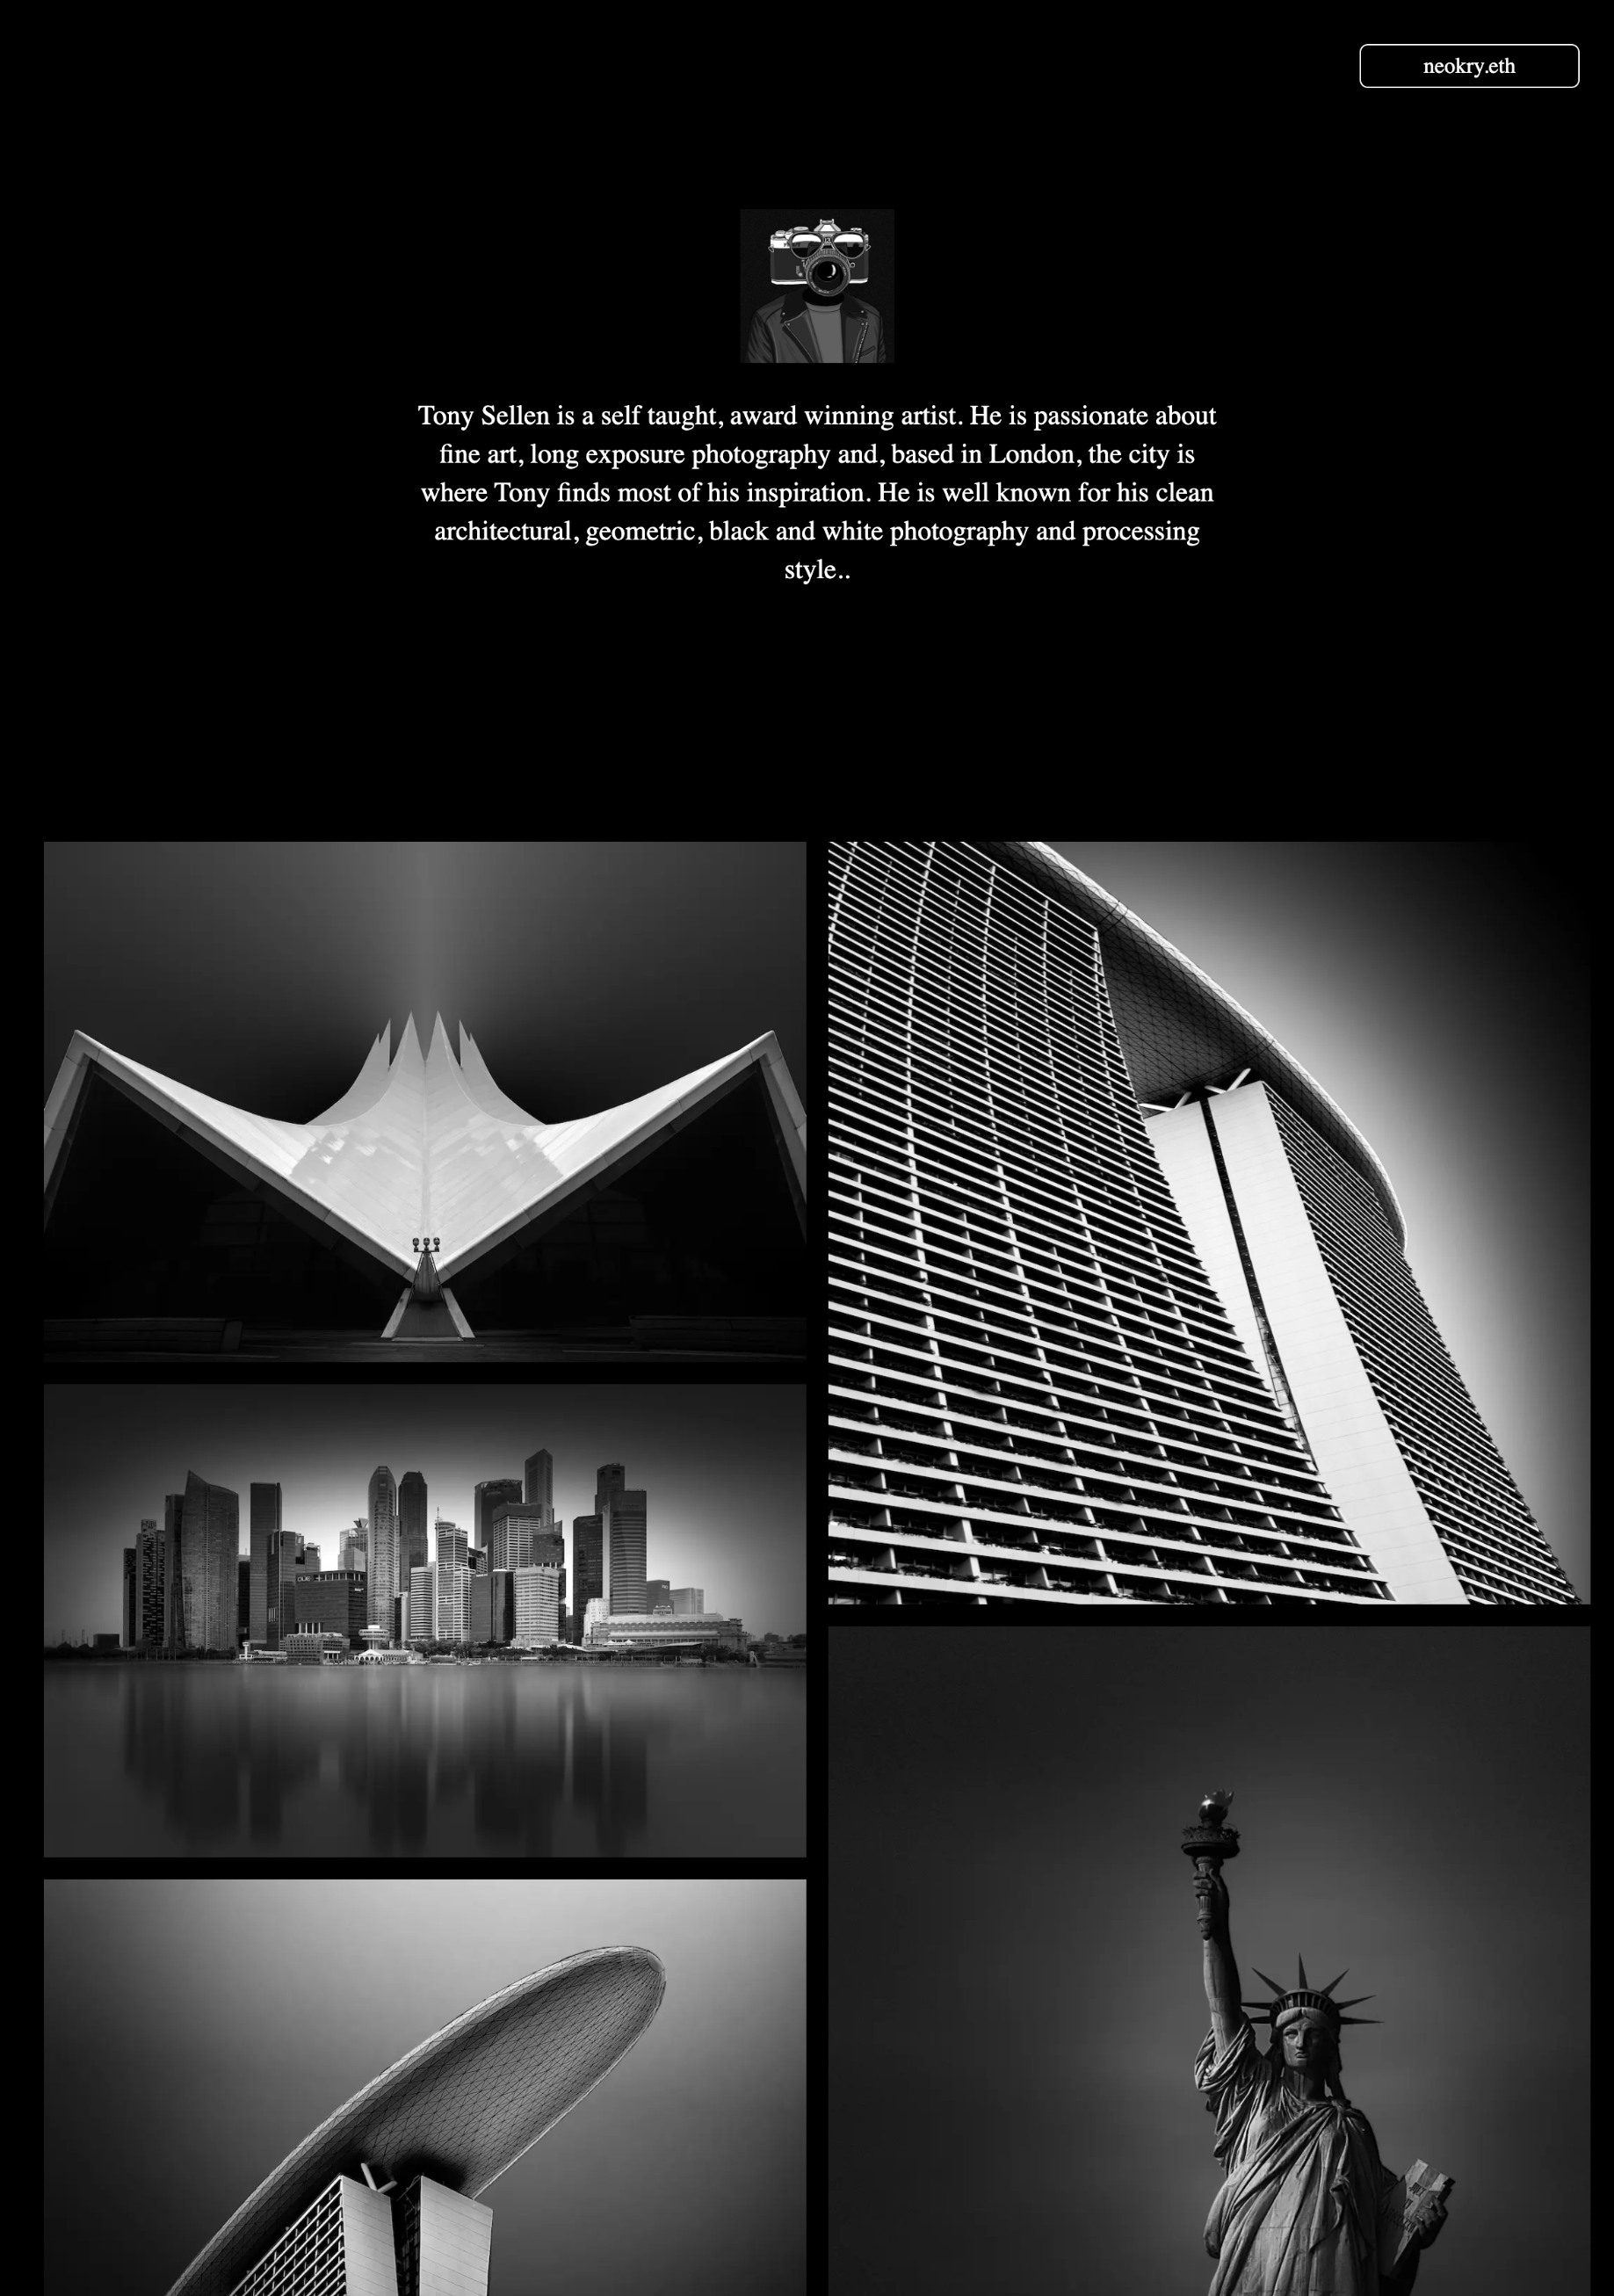 neokry.eth
Tony Sellen is a self taught, award winning artist. He is passionate about
fine art, long exposure photography and, based in London, the city is
where Tony finds most of his inspiration. He is well known for his clean
architectural, geometric, black and white photography and processing
style..